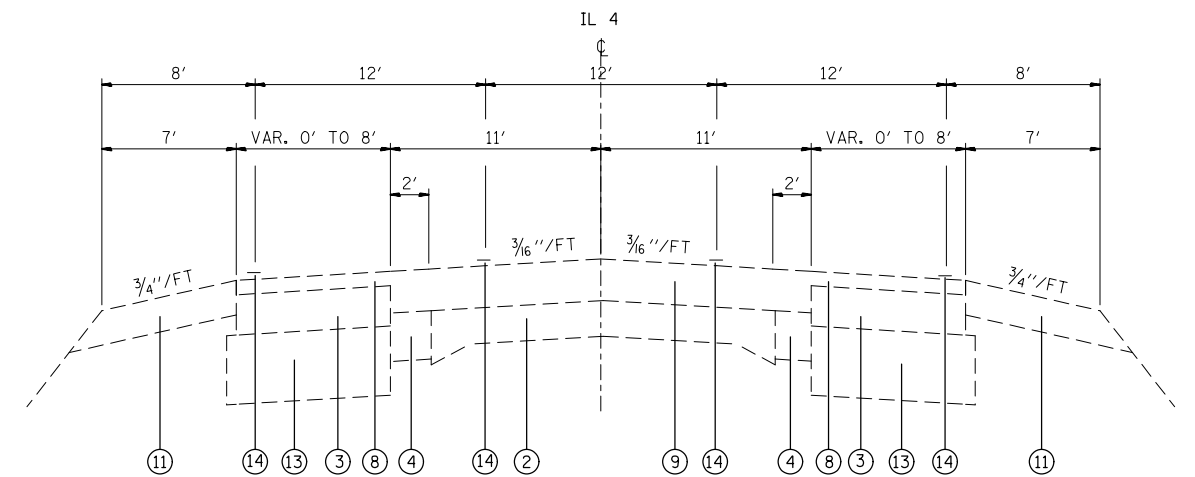 IL 4
℄
8' 12' 12' 12' 8'
7' VAR. 0' TO 8' 11' 11' VAR. 0' TO 8' 7'
2' 2'
3/4"/FT 3/16"/FT 3/16"/FT 3/4"/FT
11 14 13 3 8 4 14 2 9 14 4 8 3 13 14 11